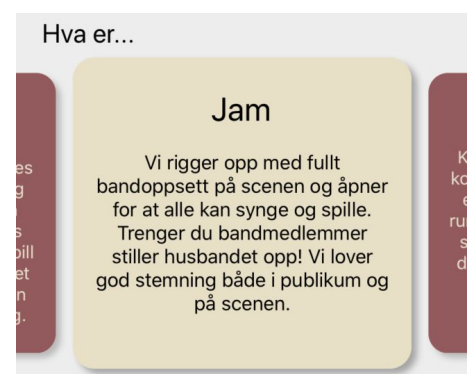 Hva er...
Jam
Vi rigger opp med fullt
bandoppsett på scenen og åpner
for at alle kan synge og spille.
Trenger du bandmedlemmer
stiller husbandet opp! Vi lover
god stemning både i publikum og
på scenen.